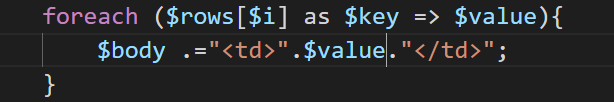 foreach ($rows[$i] as $key => $value){
$body .="<td>".$value."</td>";
}